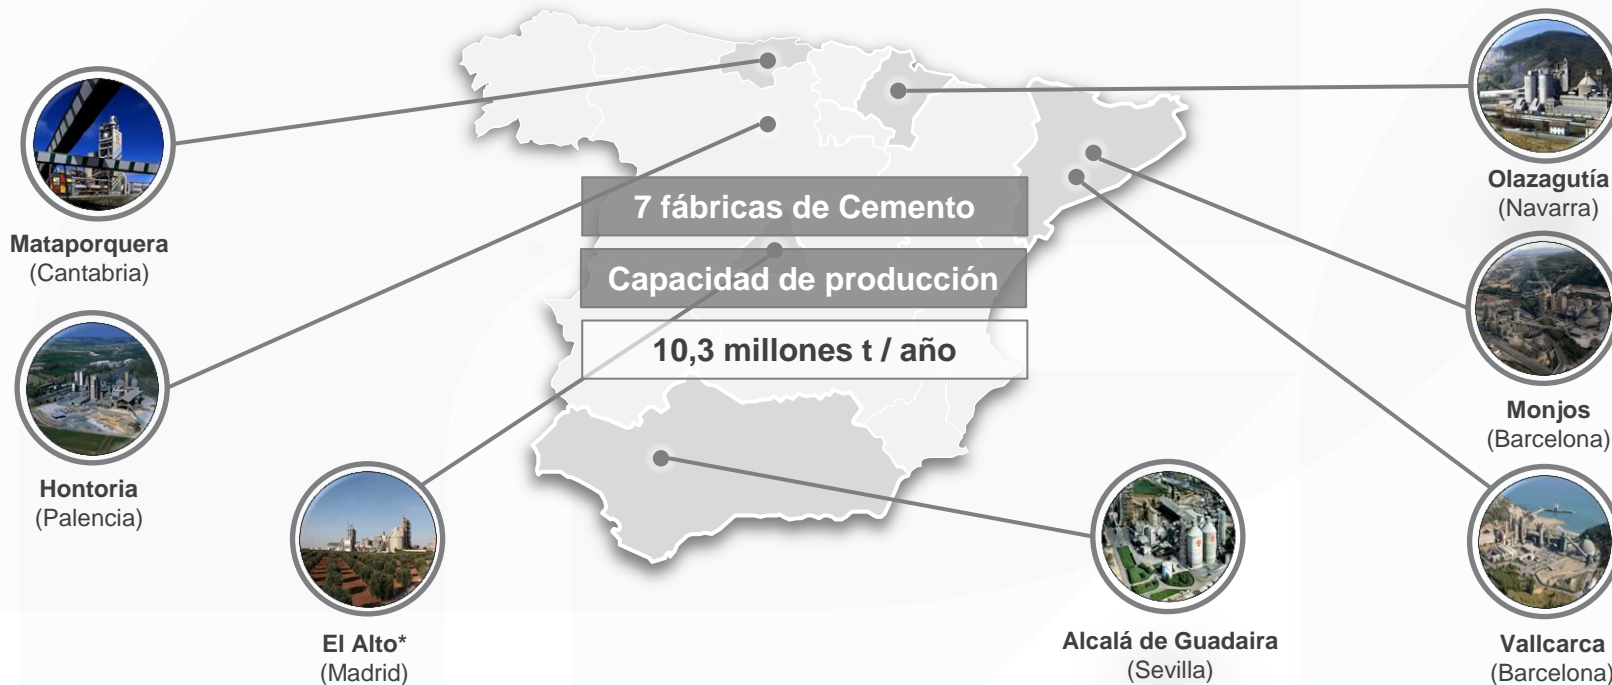 7 fábricas de Cemento
Capacidad de producción
10,3 millones t / año
Mataporquera
(Cantabria)
Hontoria
(Palencia)
El Alto*
(Madrid)
Alcalá de Guadaira
(Sevilla)
Olazagutía
(Navarra)
Monjos
(Barcelona)
Vallcarca
(Barcelona)